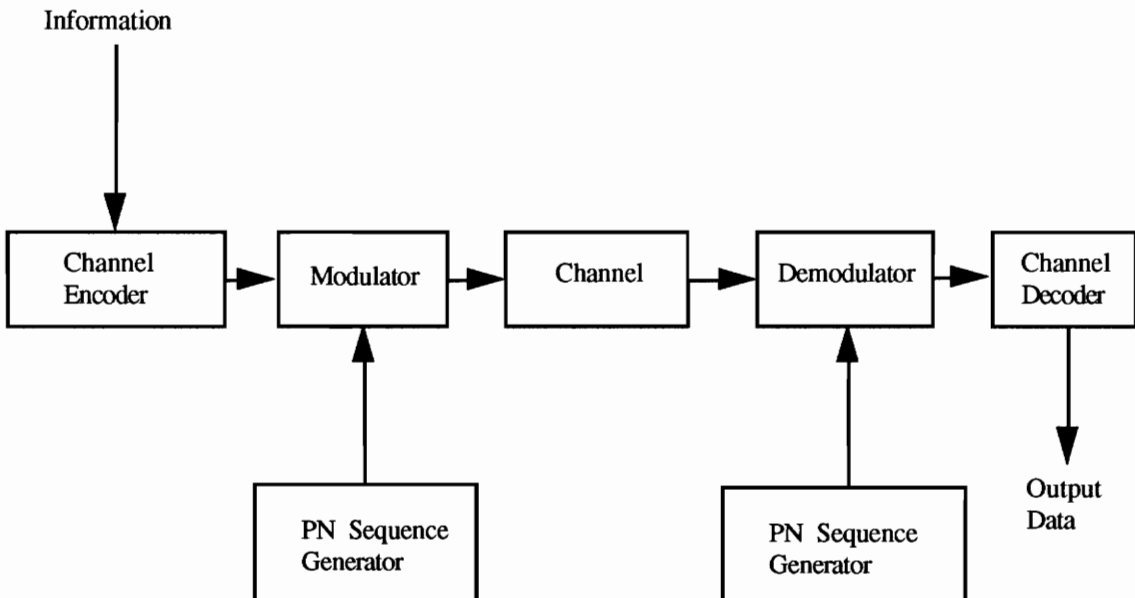 Information
Channel
Encoder
Modulator
Channel
Demodulator
Channel
Decoder
PN Sequence
Generator
PN Sequence
Generator
Output
Data